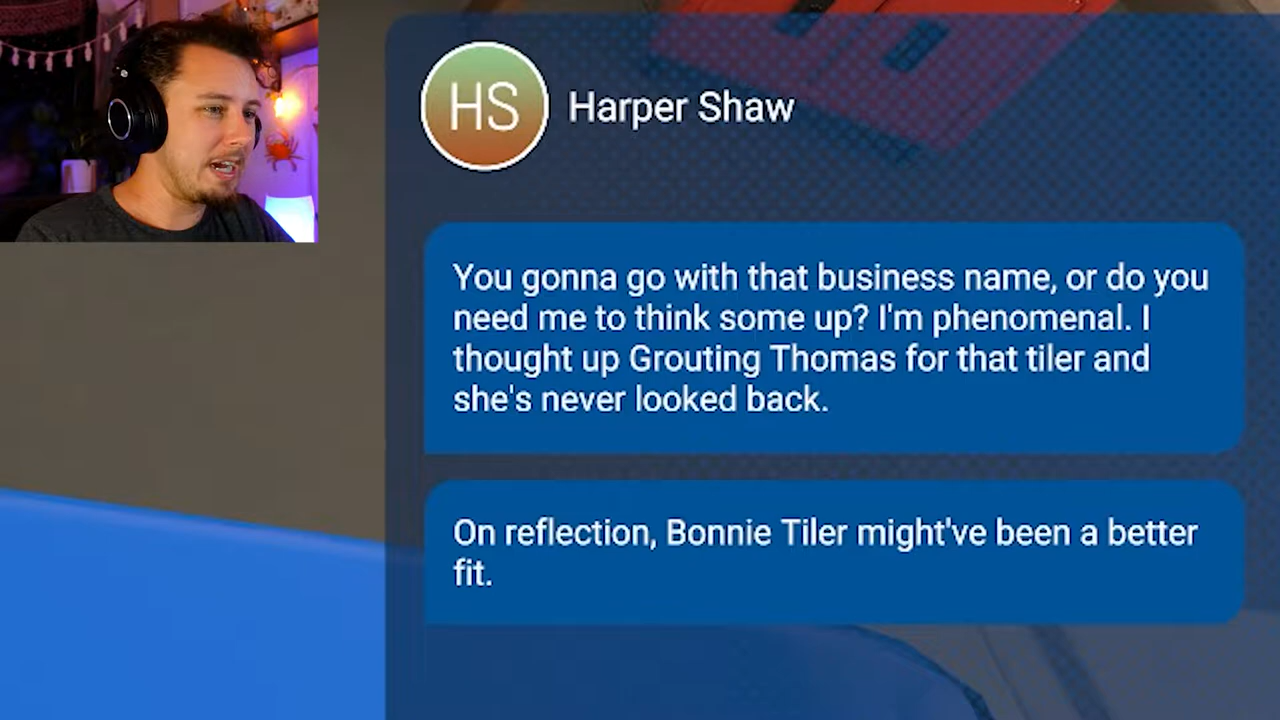 HS
Harper Shaw
You gonna go with that business name, or do you
need me to think some up? I'm phenomenal. I
thought up Grouting Thomas for that tiler and
she's never looked back.
On reflection, Bonnie Tiler might've been a better
fit.